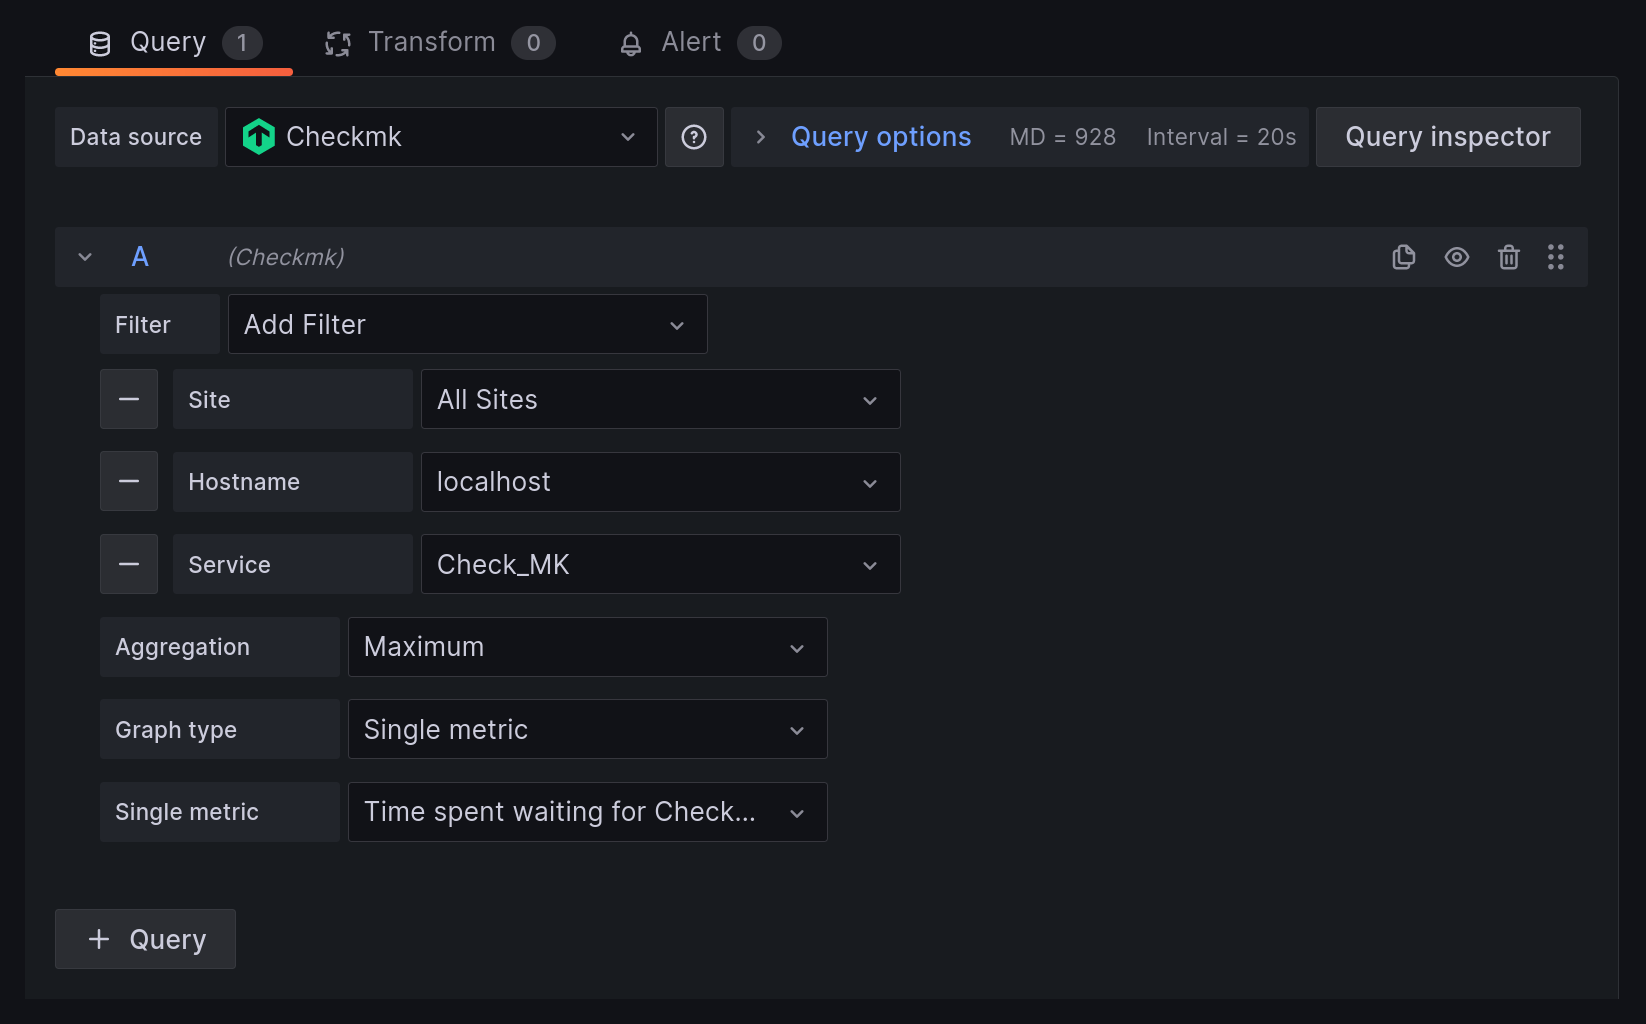 Query 1 Transform 0 Alert 0
Data source Checkmk Query options MD = 928 Interval = 20s Query inspector
A (Checkmk)
Filter Add Filter
Site All Sites
Hostname localhost
Service Check_MK
Aggregation Maximum
Graph type Single metric
Single metric Time spent waiting for Check...
+ Query